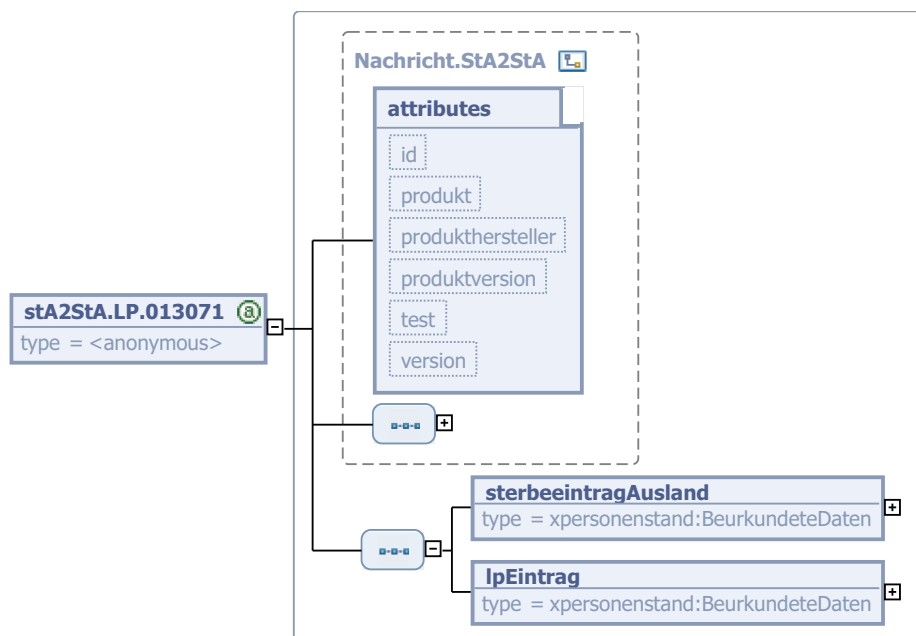 Nachricht.StA2StA
attributes
id
produkt
produkthersteller
produktversion
test
version
stA2StA.LP.013071 @
type = <anonymous>
sterbeeintragAusland
type = xpersonenstand:BeurkundeteDaten
lpEintrag
type = xpersonenstand:BeurkundeteDaten